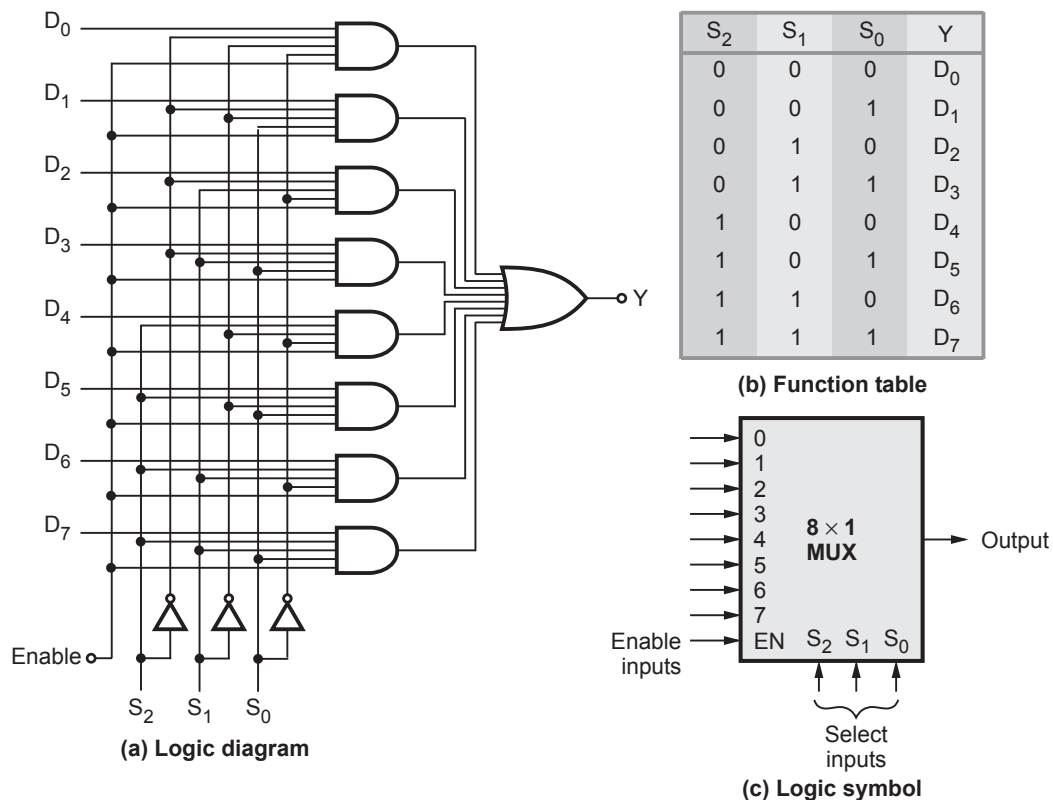 D0
D1
D2
D3
D4
D5
D6
D7
Enable
S2 S1 S0
Y
(a) Logic diagram
S2 S1 S0 Y
0 0 0 D0
0 0 1 D1
0 1 0 D2
0 1 1 D3
1 0 0 D4
1 0 1 D5
1 1 0 D6
1 1 1 D7
(b) Function table
0
1
2
3
4
5
6
7
8 × 1
MUX
Output
Enable
inputs
EN S2 S1 S0
Select
inputs
(c) Logic symbol